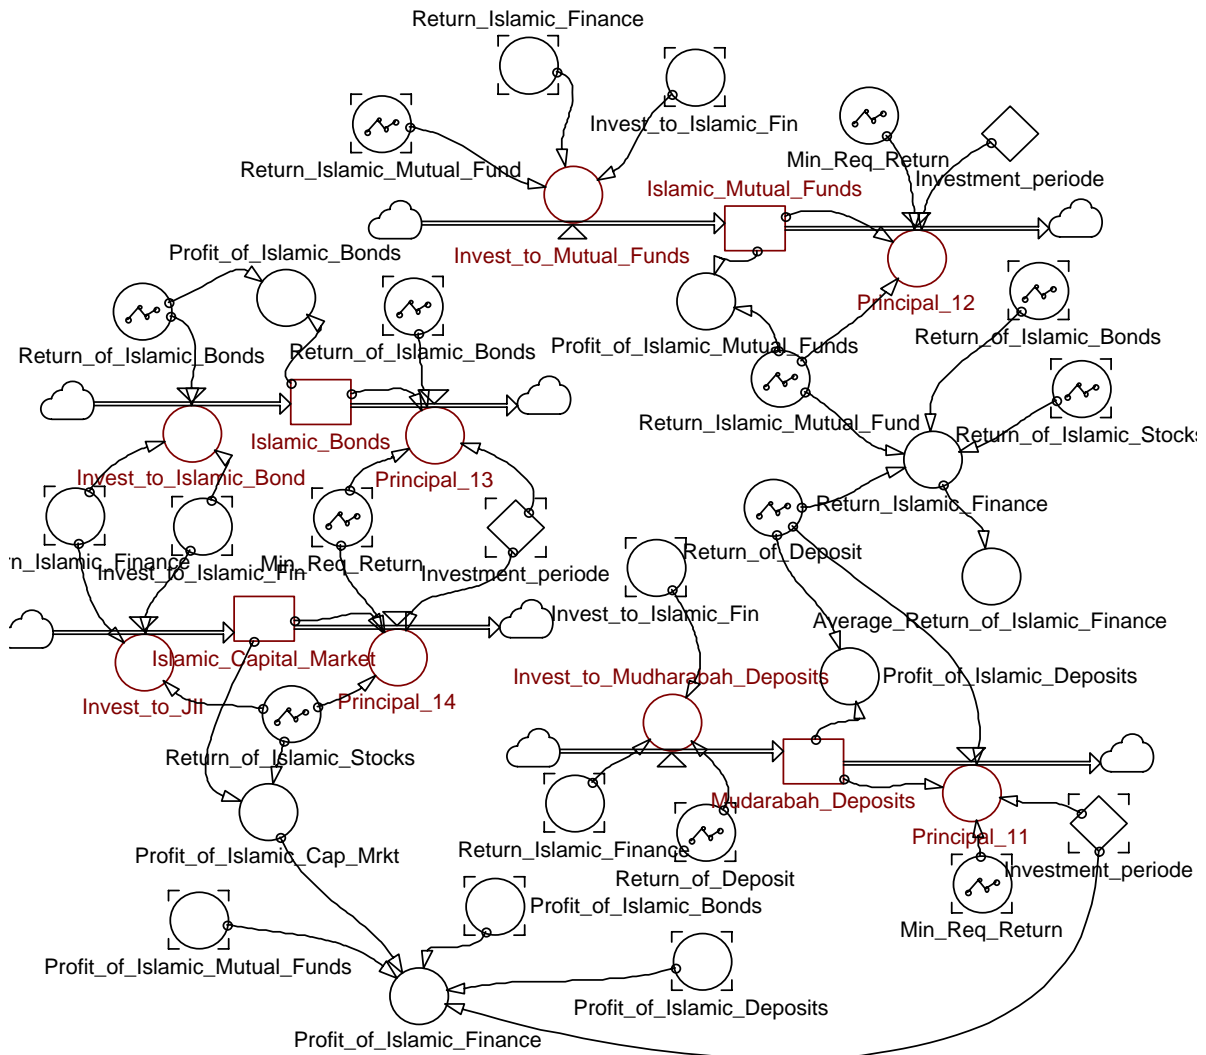 Return_Islamic_Finance
Invest_to_Islamic_Fin
Return_Islamic_Mutual_Fund
Min_Req_Return
Investment_periode
Islamic_Mutual_Funds
Invest_to_Mutual_Funds
Principal_12
Profit_of_Islamic_Bonds
Return_of_Islamic_Bonds
Return_of_Islamic_Bonds
Profit_of_Islamic_Mutual_Funds
Return_of_Islamic_Bonds
Return_Islamic_Mutual_Fund
Return_of_Islamic_Stocks
Islamic_Bonds
Invest_to_Islamic_Bond
Principal_13
Return_Islamic_Finance
Return_of_Deposit
rn_Islamic_Finance
Invest_to_Islamic_Fin
Min_Req_Return
Investment_periode
Invest_to_Islamic_Fin
Average_Return_of_Islamic_Finance
Islamic_Capital_Market
Invest_to_JII
Principal_14
Invest_to_Mudharabah_Deposits
Profit_of_Islamic_Deposits
Return_of_Islamic_Stocks
Mudarabah_Deposits
Principal_11
Return_Islamic_Finance
Return_of_Deposit
Investment_periode
Min_Req_Return
Profit_of_Islamic_Cap_Mrkt
Profit_of_Islamic_Bonds
Profit_of_Islamic_Mutual_Funds
Profit_of_Islamic_Deposits
Profit_of_Islamic_Finance